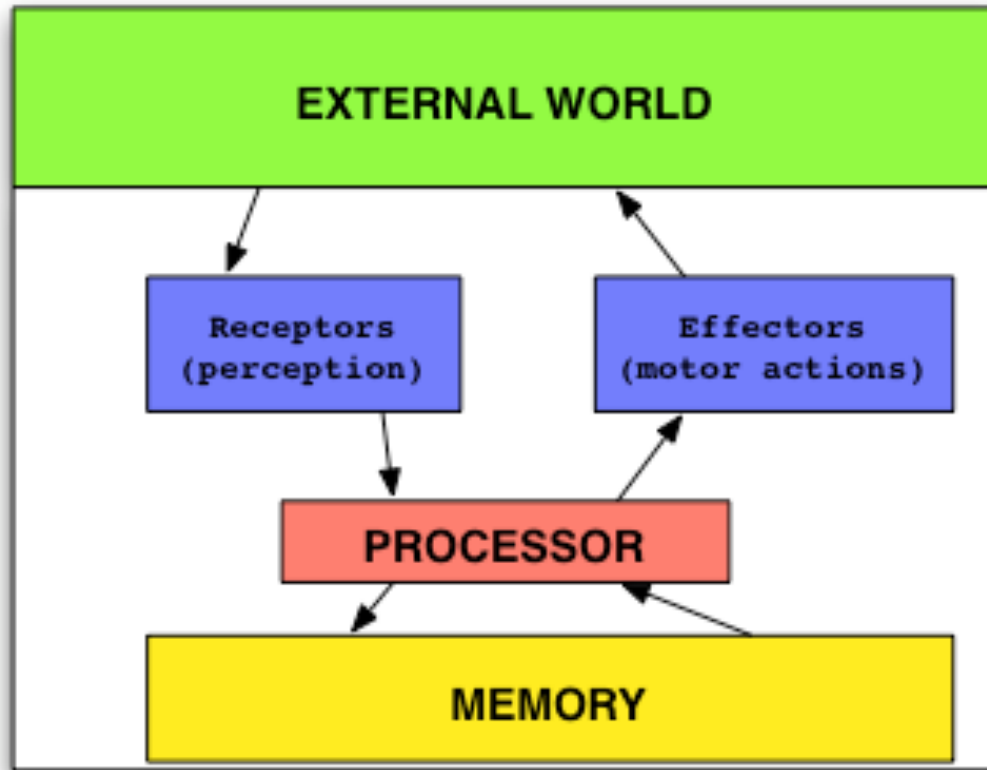 EXTERNAL WORLD
Receptors
(perception)
Effectors
(motor actions)
PROCESSOR
MEMORY